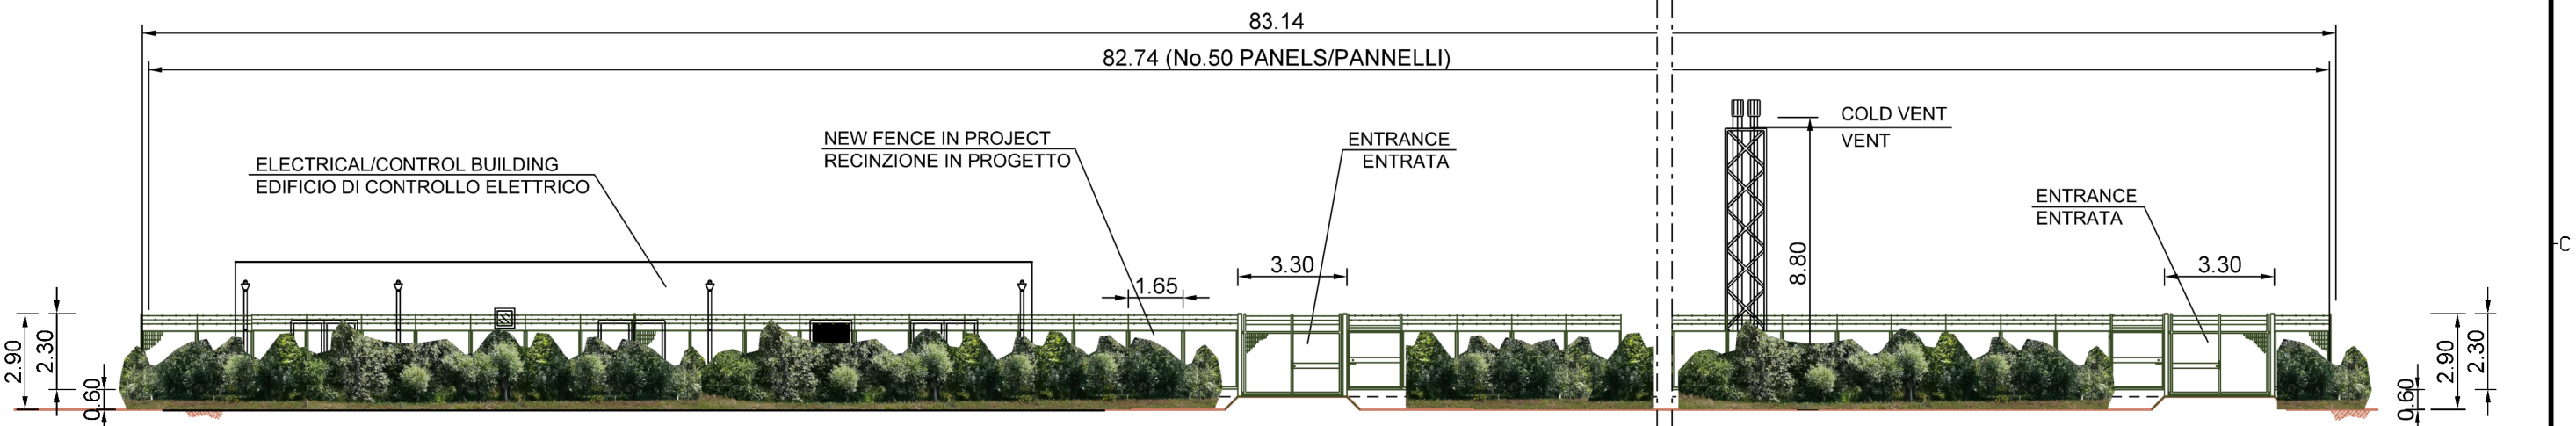 83.14
82.74 (No.50 PANELS/PANNELLI)
COLD VENT
VENT
NEW FENCE IN PROJECT
RECINZIONE IN PROGETTO
ENTRANCE
ENTRATA
ELECTRICAL/CONTROL BUILDING
EDIFICIO DI CONTROLLO ELETTRICO
ENTRANCE
ENTRATA
C
8.80
3.30
3.30
1.65
2.90
2.30
0.60
2.90
2.30
0.60